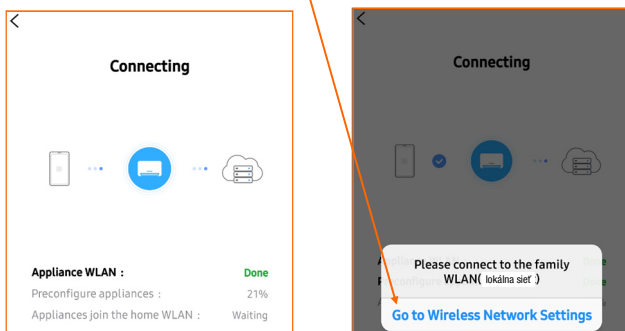 Connecting
Appliance WLAN : Done
Preconfigure appliances : 21%
Appliances join the home WLAN : Waiting
Connecting
Please connect to the family
WLAN( lokálna sieť :)
Go to Wireless Network Settings